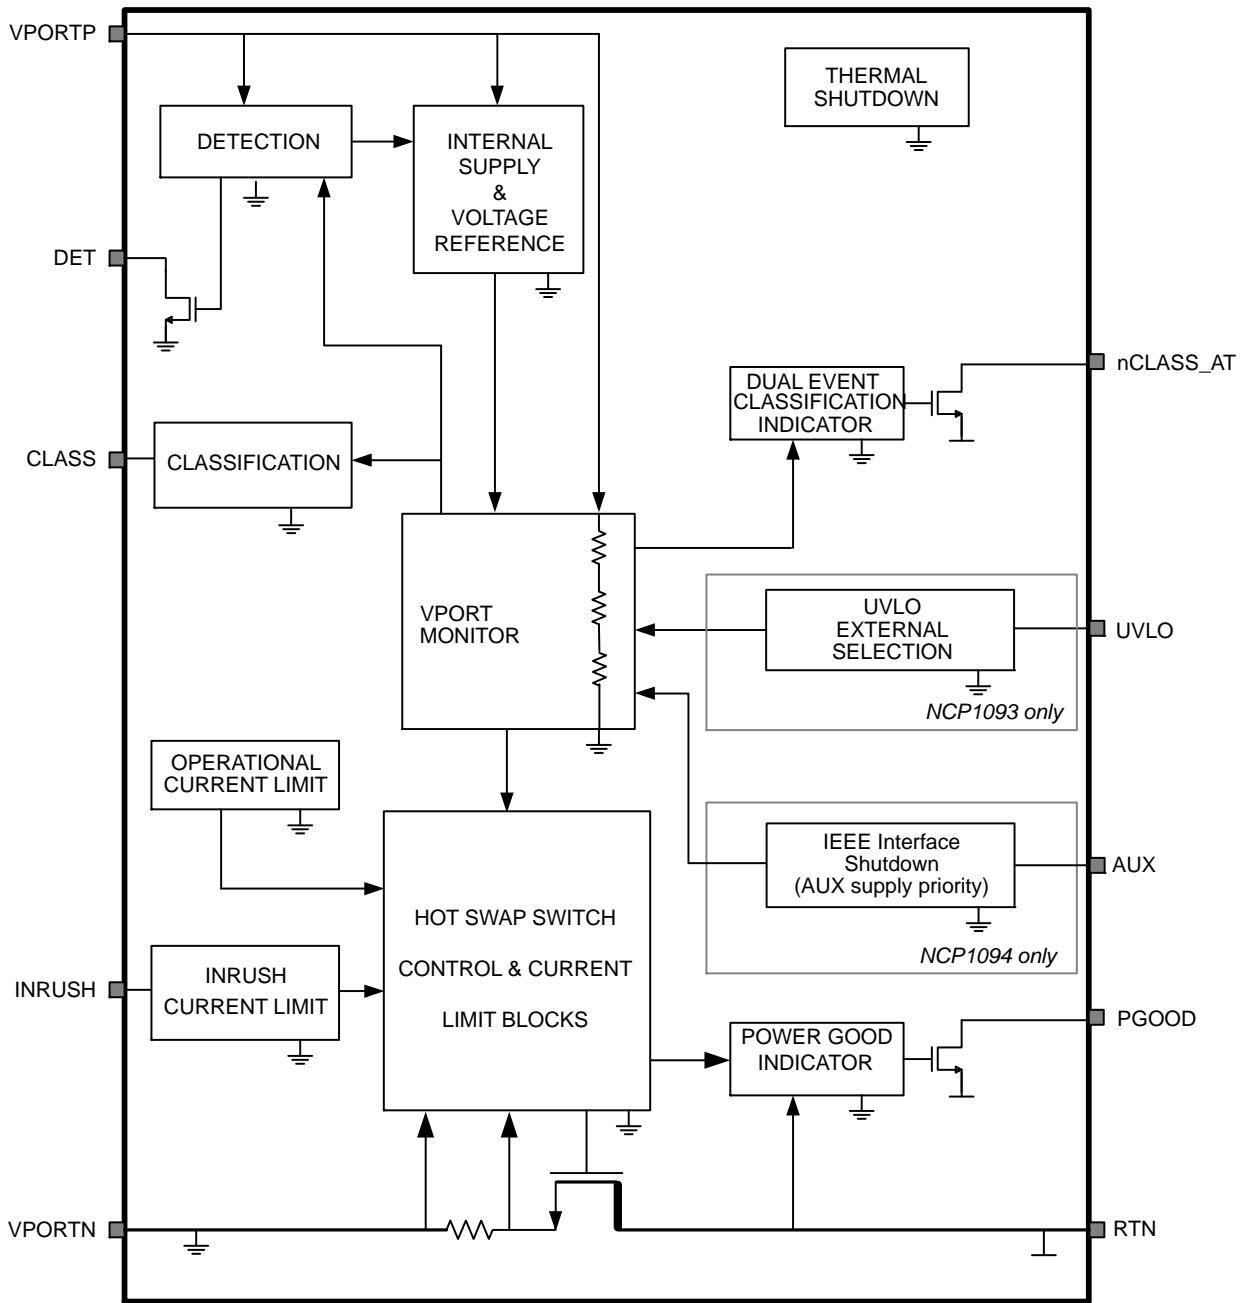 VPORTP
THERMAL
SHUTDOWN
DETECTION
INTERNAL
SUPPLY
&
VOLTAGE
REFERENCE
DET
nCLASS_AT
DUAL EVENT
CLASSIFICATION
INDICATOR
CLASS
CLASSIFICATION
VPORT
MONITOR
UVLO
EXTERNAL
SELECTION
UVLO
NCP1093 only
OPERATIONAL
CURRENT LIMIT
IEEE Interface
Shutdown
(AUX supply priority)
AUX
NCP1094 only
HOT SWAP SWITCH
CONTROL & CURRENT
LIMIT BLOCKS
INRUSH
INRUSH
CURRENT LIMIT
PGOOD
POWER GOOD
INDICATOR
VPORTN
RTN